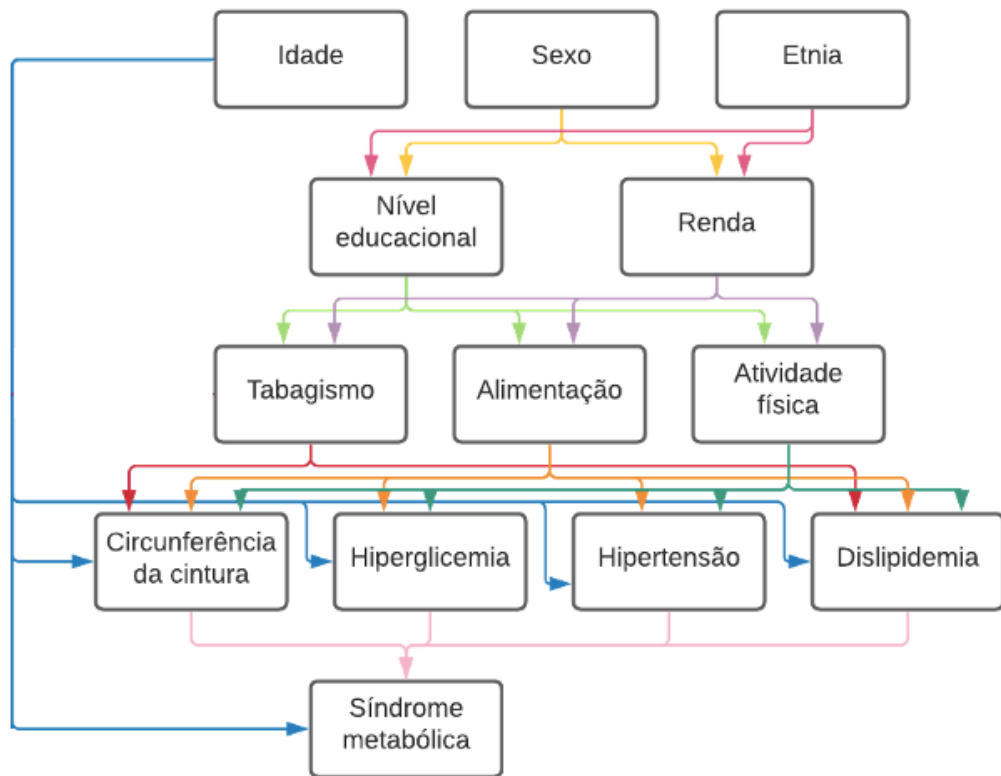 Idade
Sexo
Etnia
Nível
educacional
Renda
Tabagismo
Alimentação
Atividade
física
Circunferência
da cintura
Hiperglicemia
Hipertensão
Dislipidemia
Síndrome
metabólica